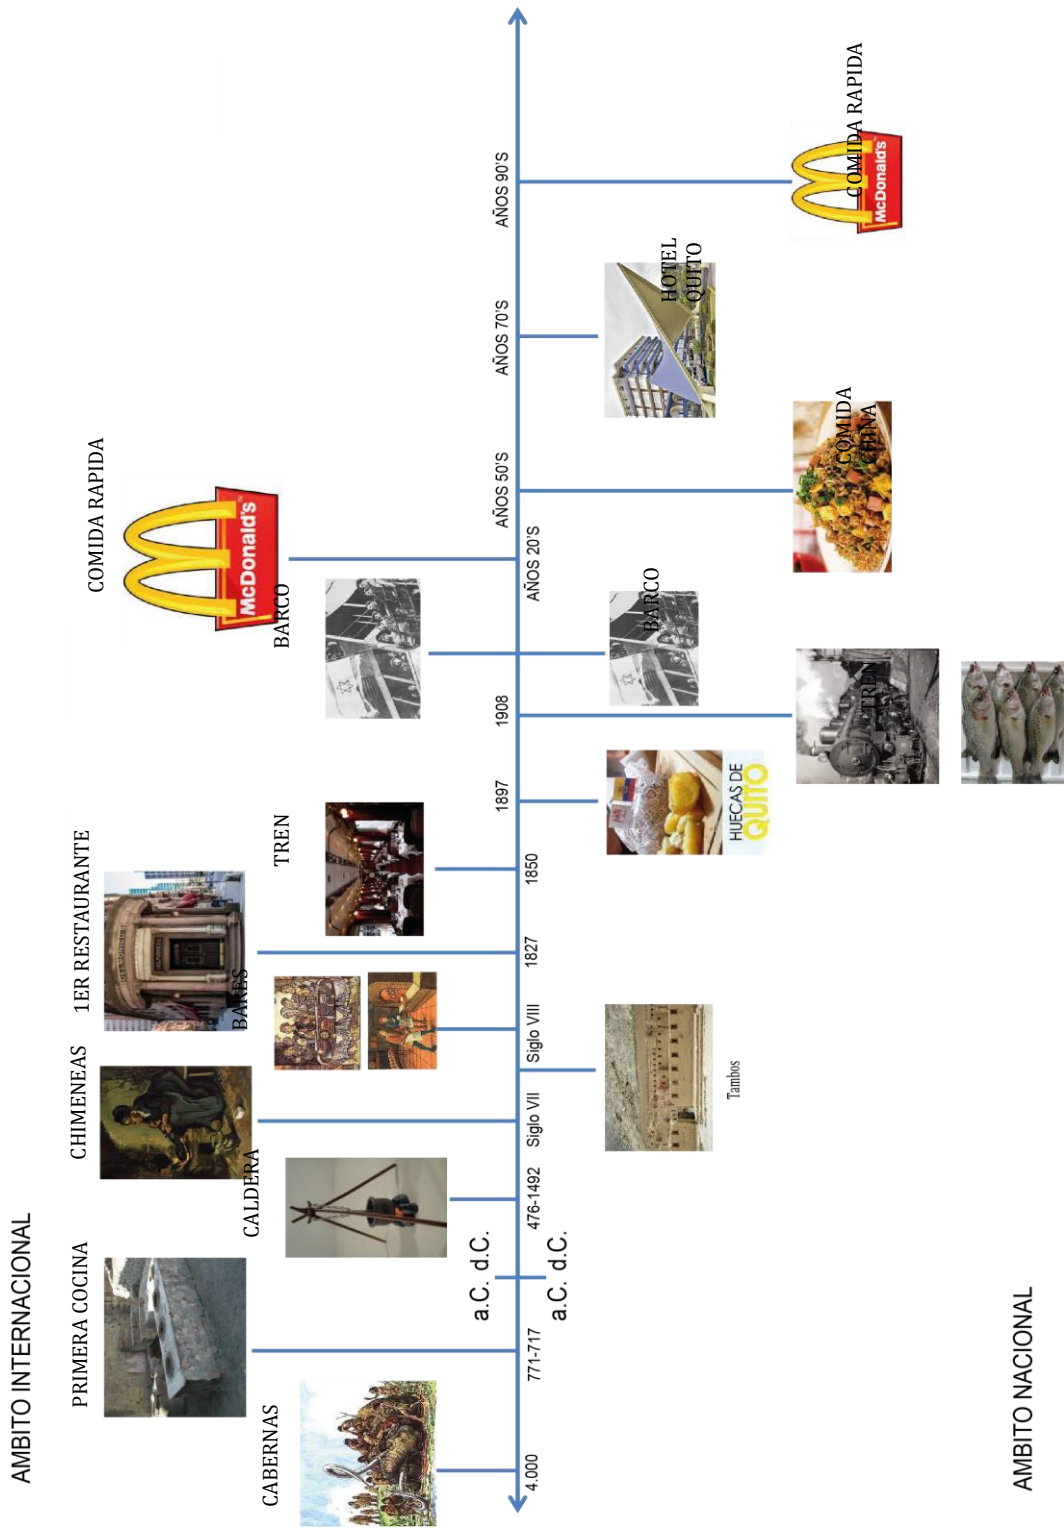 AMBITO INTERNACIONAL
PRIMERA COCINA
CHIMENEAS
1ER RESTAURANTE
COMIDA RAPIDA
McDonald's
CABERNAS
CALDERA
BARES
TREN
BARCO
a.C. d.C.
4.000
771-717
476-1492
Siglo VII
Siglo VIII
1827
1850
1897
1908
AÑOS 20'S
AÑOS 50'S
AÑOS 70'S
AÑOS 90'S
a.C. d.C.
Tambos
HUECAS DE
QUITO
TREN
BARCO
COMIDA
CHINA
HOTEL
QUITO
COMIDA RAPIDA
McDonald's
AMBITO NACIONAL